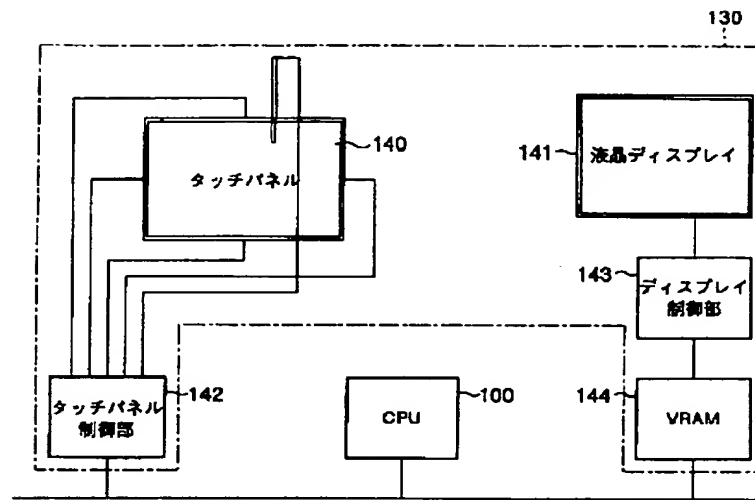 130
140
タッチパネル
141
液晶ディスプレイ
143
ディスプレイ
制御部
142
タッチパネル
制御部
100
CPU
144
VRAM